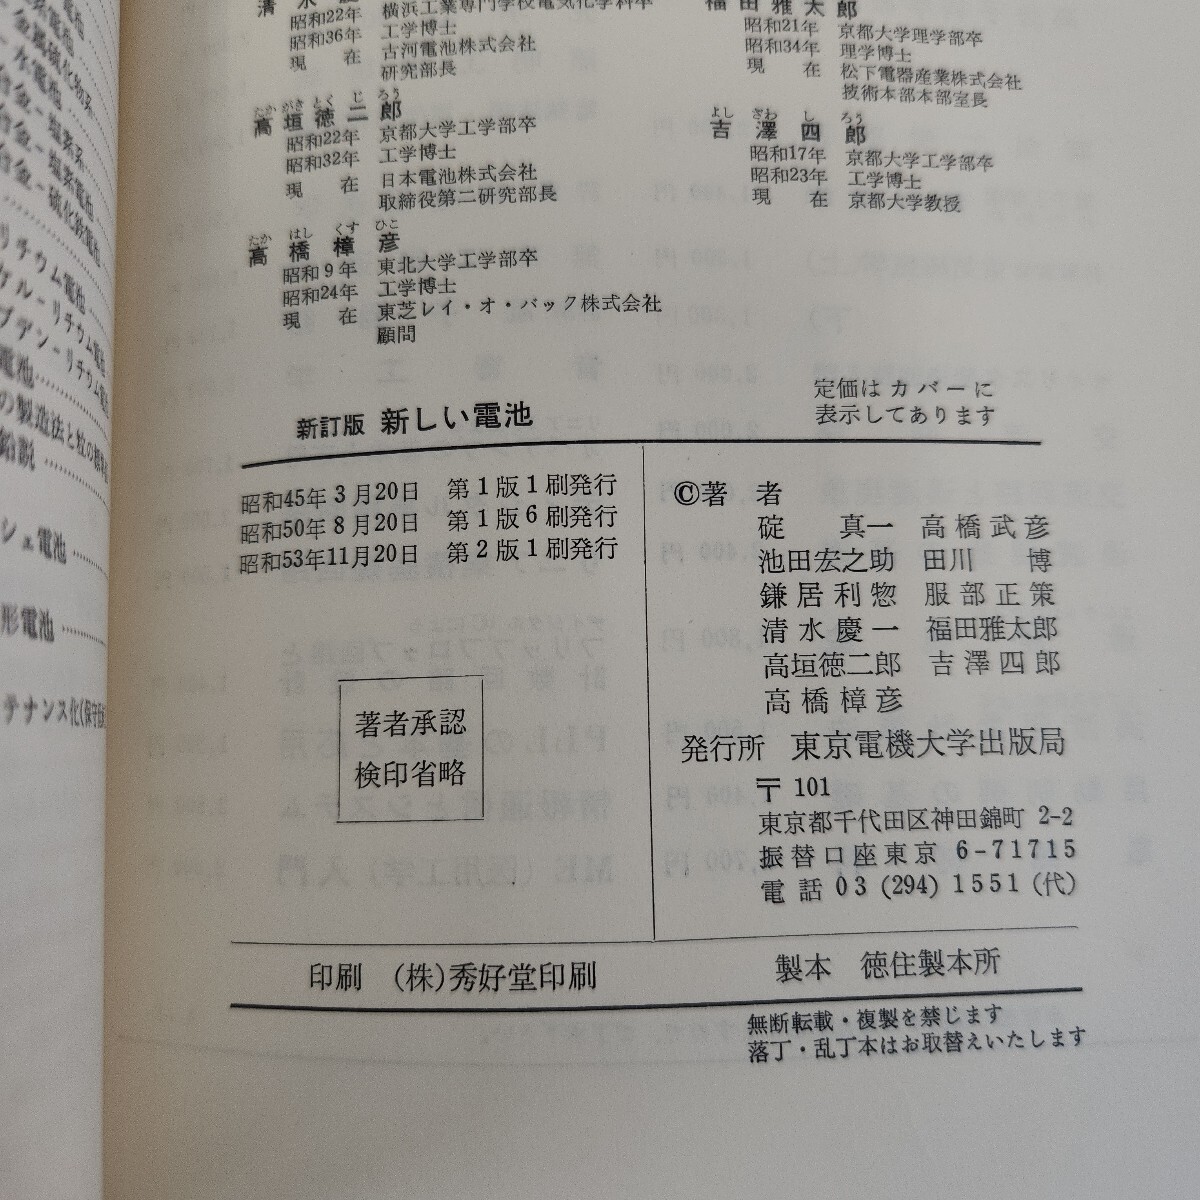 昭和22年 横浜工業専門学校電気化学科卒
昭和36年 工学博士
現在 古河電池株式会社
研究部長
高垣徳二郎
昭和22年 京都大学工学部卒
昭和32年 工学博士
現在 日本電池株式会社
取締役第二研究部長
たか はし くす ひこ
高橋樟彦
昭和9年 東北大学工学部卒
昭和24年 工学博士
現在 東芝レイ・オ・バック株式会社
顧問
福田雅太郎
昭和21年 京都大学理学部卒
昭和34年 理学博士
現在 松下電器産業株式会社
技術本部本部室長
よし ざわ し ろう
吉澤四郎
昭和17年 京都大学工学部卒
昭和23年 工学博士
現在 京都大学教授
新訂版 新しい電池
定価はカバーに
表示してあります
昭和45年3月20日 第1版1刷発行
昭和50年8月20日 第1版6刷発行
昭和53年11月20日 第2版1刷発行
著者承認
検印省略
©著者
碇真一 高橋武彦
池田宏之助 田川博
鎌居利惣 服部正策
清水慶一 福田雅太郎
高垣徳二郎 吉澤四郎
高橋樟彦
発行所 東京電機大学出版局
〒101
東京都千代田区神田錦町 2-2
振替口座東京 6-71715
電話 03 (294) 1551 (代)
印刷 (株)秀好堂印刷
製本 徳住製本所
無断転載・複製を禁じます
落丁・乱丁本はお取替えいたします